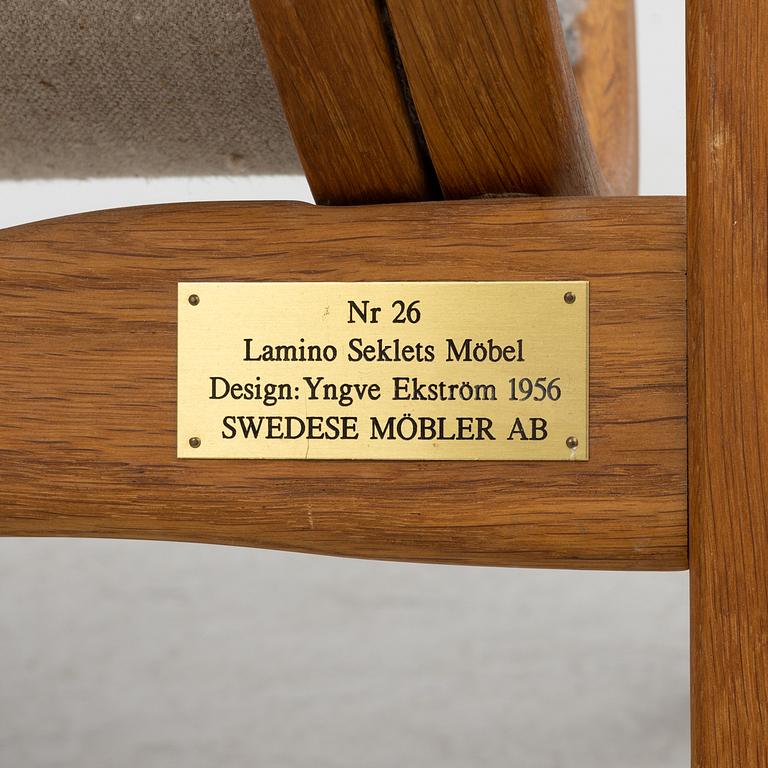 Nr 26
Lamino Seklets Möbel
Design: Yngve Ekström 1956
SWEDESE MÖBLER AB